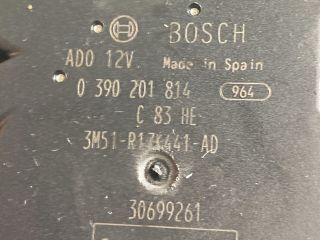 BOSCH
ADO 12V. Made in Spain
0 390 201 814 964
C 83 HE
3M51-R17K441-AD
30699261